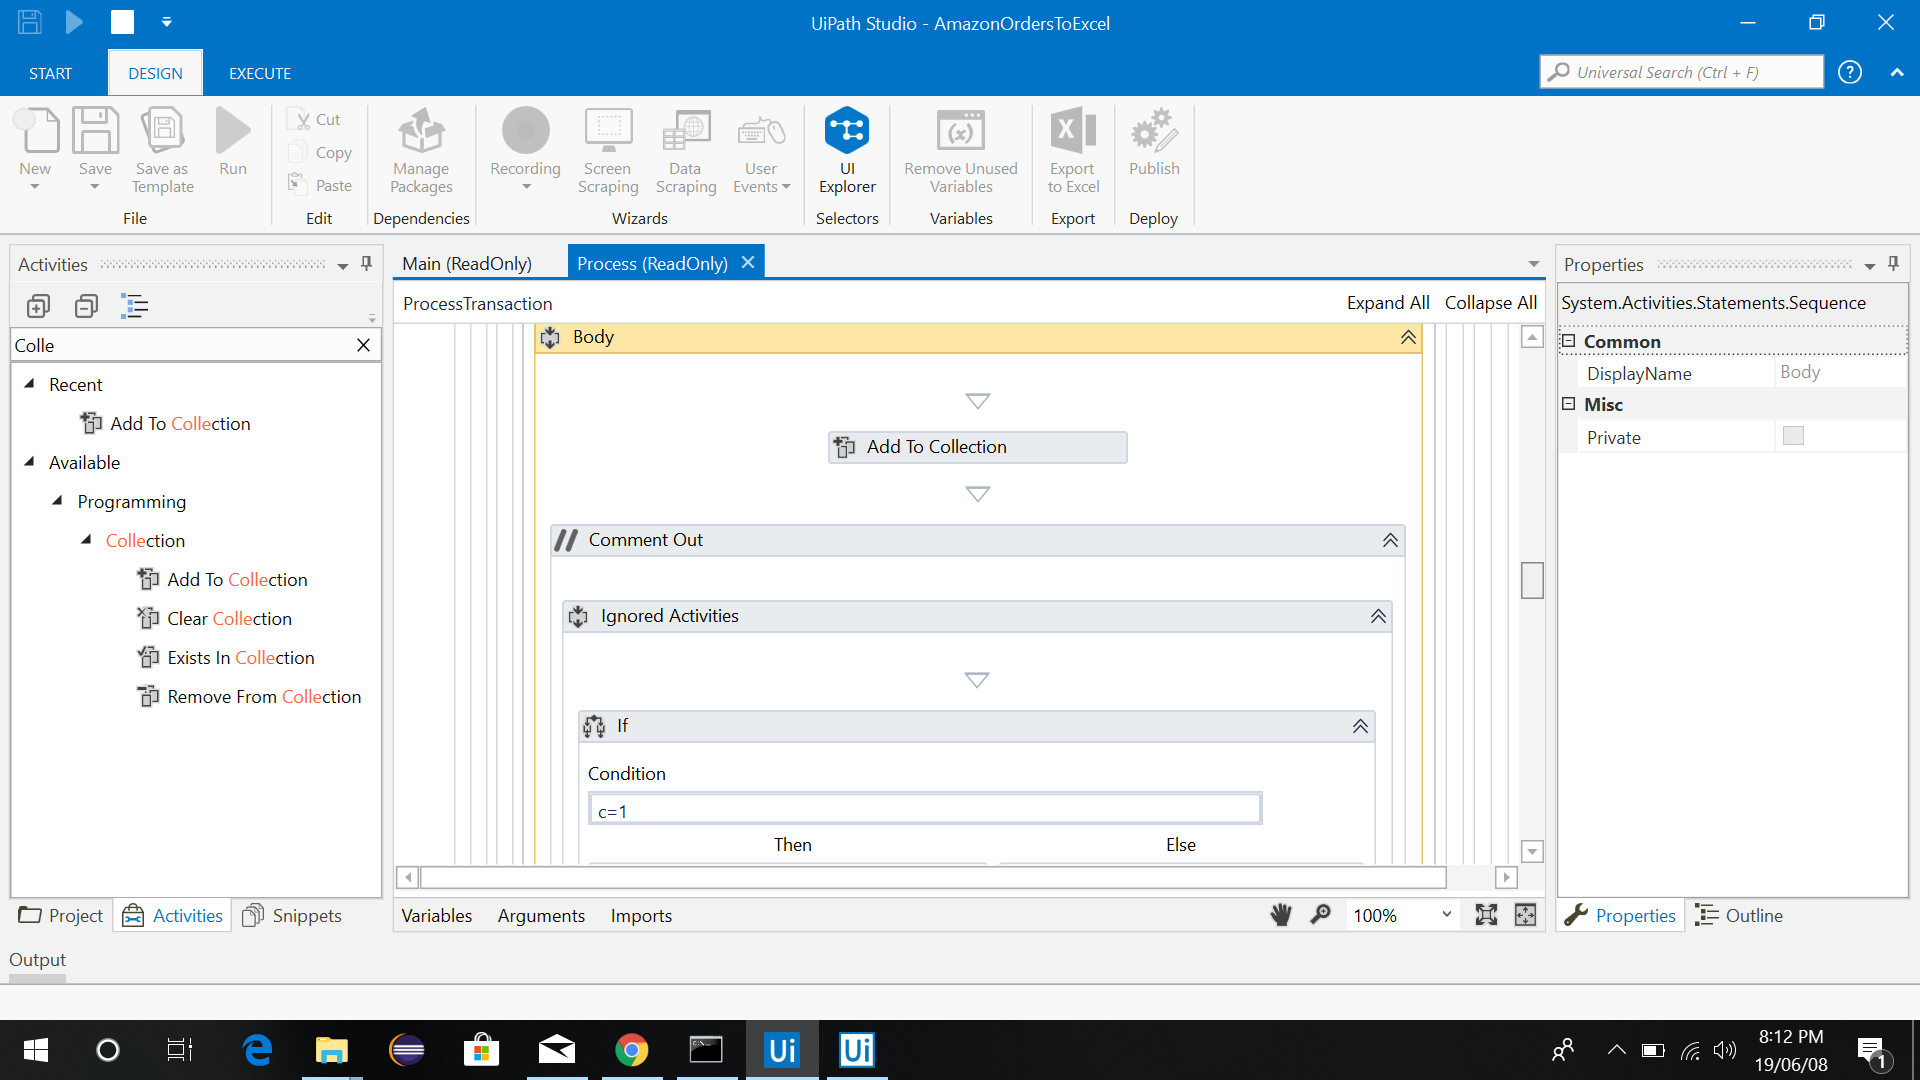 UiPath Studio - AmazonOrdersToExcel
START DESIGN EXECUTE
Universal Search (Ctrl + F)
New Save Save as Template Run
File
Cut
Copy
Paste
Edit
Manage Packages
Dependencies
Recording Screen Scraping Data Scraping User Events
Wizards
UI Explorer
Selectors
Remove Unused Variables
Variables
Export to Excel
Export
Publish
Deploy
Activities
Colle
Recent
Add To Collection
Available
Programming
Collection
Add To Collection
Clear Collection
Exists In Collection
Remove From Collection
Project Activities Snippets
Main (ReadOnly) Process (ReadOnly)
ProcessTransaction Expand All Collapse All
Body
Add To Collection
// Comment Out
Ignored Activities
If
Condition
c=1
Then Else
Variables Arguments Imports 100%
Properties
System.Activities.Statements.Sequence
Common
DisplayName Body
Misc
Private
Properties Outline
Output
Ui Ui
8:12 PM
19/06/08
1